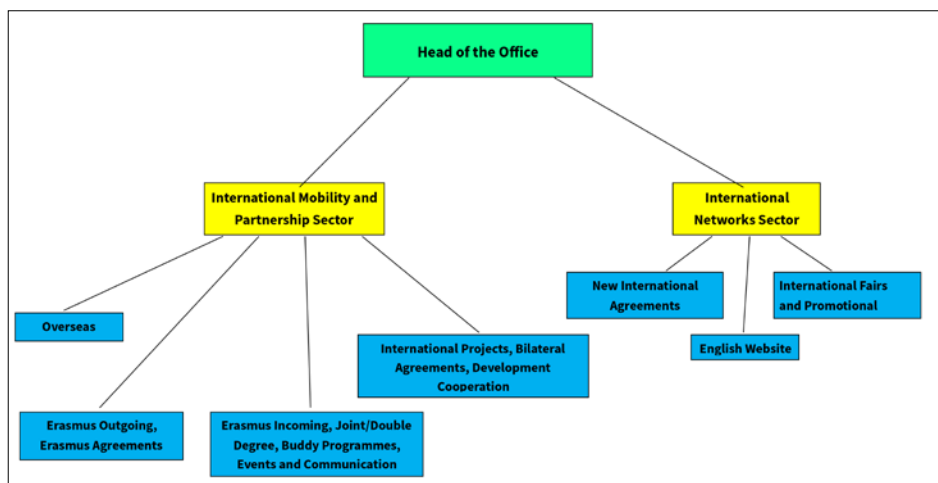 Head of the Office
International Mobility and
Partnership Sector
International
Networks Sector
New International
Agreements
International Fairs
and Promotional
Overseas
English Website
International Projects, Bilateral
Agreements, Development
Cooperation
Erasmus Outgoing,
Erasmus Agreements
Erasmus Incoming, Joint/Double
Degree, Buddy Programmes,
Events and Communication